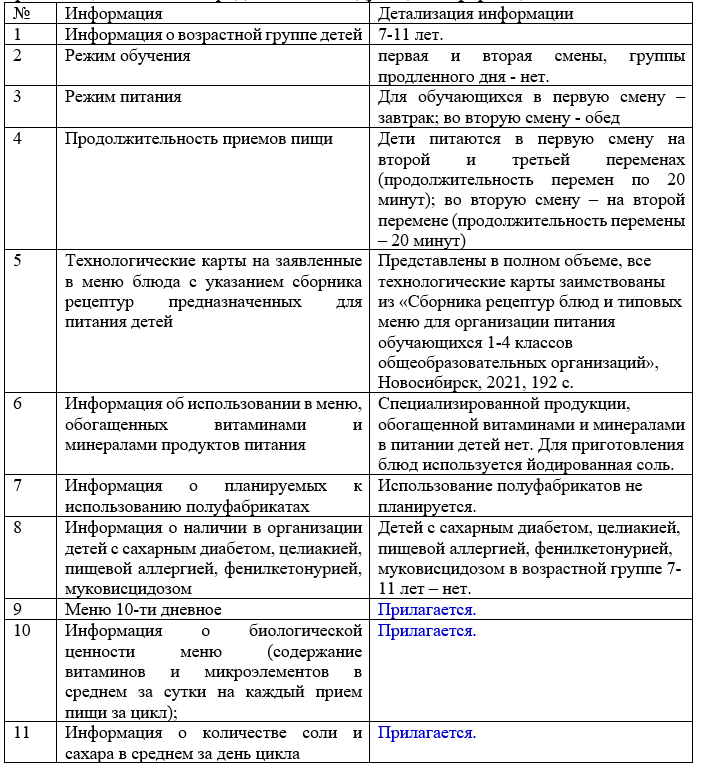 № Информация Детализация информации
1 Информация о возрастной группе детей 7-11 лет.
2 Режим обучения первая и вторая смены, группы
продленного дня - нет.
3 Режим питания Для обучающихся в первую смену –
завтрак; во вторую смену - обед
4 Продолжительность приемов пищи Дети питаются в первую смену на
второй и третьей переменах
(продолжительность перемен по 20
минут); во вторую смену – на второй
перемене (продолжительность перемены
– 20 минут)
5 Технологические карты на заявленные
в меню блюда с указанием сборника
рецептур предназначенных для
питания детей
Представлены в полном объеме, все
технологические карты заимствованы
из «Сборника рецептур блюд и типовых
меню для организации питания
обучающихся 1-4 классов
общеобразовательных организаций»,
Новосибирск, 2021, 192 с.
6 Информация об использовании в меню,
обогащенных витаминами и
минералами продуктов питания
Специализированной продукции,
обогащенной витаминами и минералами
в питании детей нет. Для приготовления
блюд используется йодированная соль.
7 Информация о планируемых к
использованию полуфабрикатах
Использование полуфабрикатов не
планируется.
8 Информация о наличии в организации
детей с сахарным диабетом, целиакией,
пищевой аллергией, фенилкетонурией,
муковисцидозом
Детей с сахарным диабетом, целиакией,
пищевой аллергией, фенилкетонурией,
муковисцидозом в возрастной группе 7-
11 лет – нет.
9 Меню 10-ти дневное Прилагается.
10 Информация о биологической
ценности меню (содержание
витаминов и микроэлементов в
среднем за сутки на каждый прием
пищи за цикл);
Прилагается.
11 Информация о количестве соли и
сахара в среднем за день цикла
Прилагается.